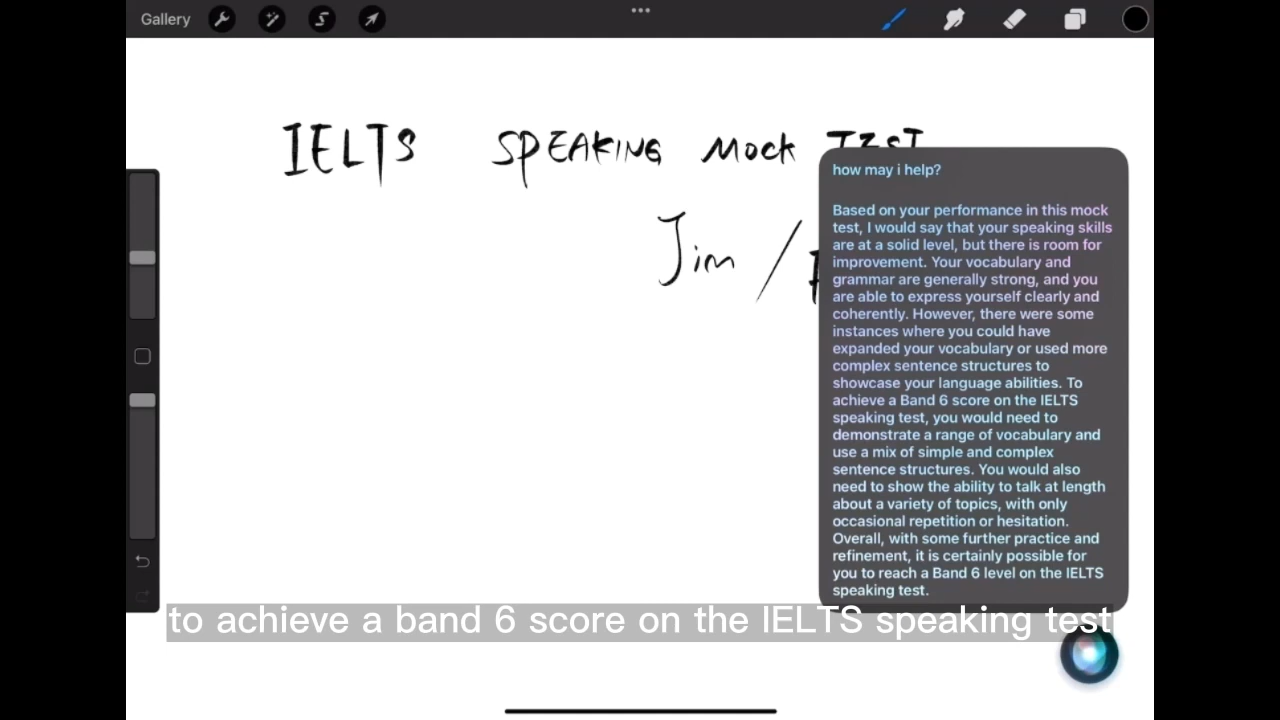 Gallery
IELTS SPEAKING MOCK TEST
Jim /
how may i help?
Based on your performance in this mock
test, I would say that your speaking skills
are at a solid level, but there is room for
improvement. Your vocabulary and
grammar are generally strong, and you
are able to express yourself clearly and
coherently. However, there were some
instances where you could have
expanded your vocabulary or used more
complex sentence structures to
showcase your language abilities. To
achieve a Band 6 score on the IELTS
speaking test, you would need to
demonstrate a range of vocabulary and
use a mix of simple and complex
sentence structures. You would also
need to show the ability to talk at length
about a variety of topics, with only
occasional repetition or hesitation.
Overall, with some further practice and
refinement, it is certainly possible for
you to reach a Band 6 level on the IELTS
speaking test.
to achieve a band 6 score on the IELTS speaking test